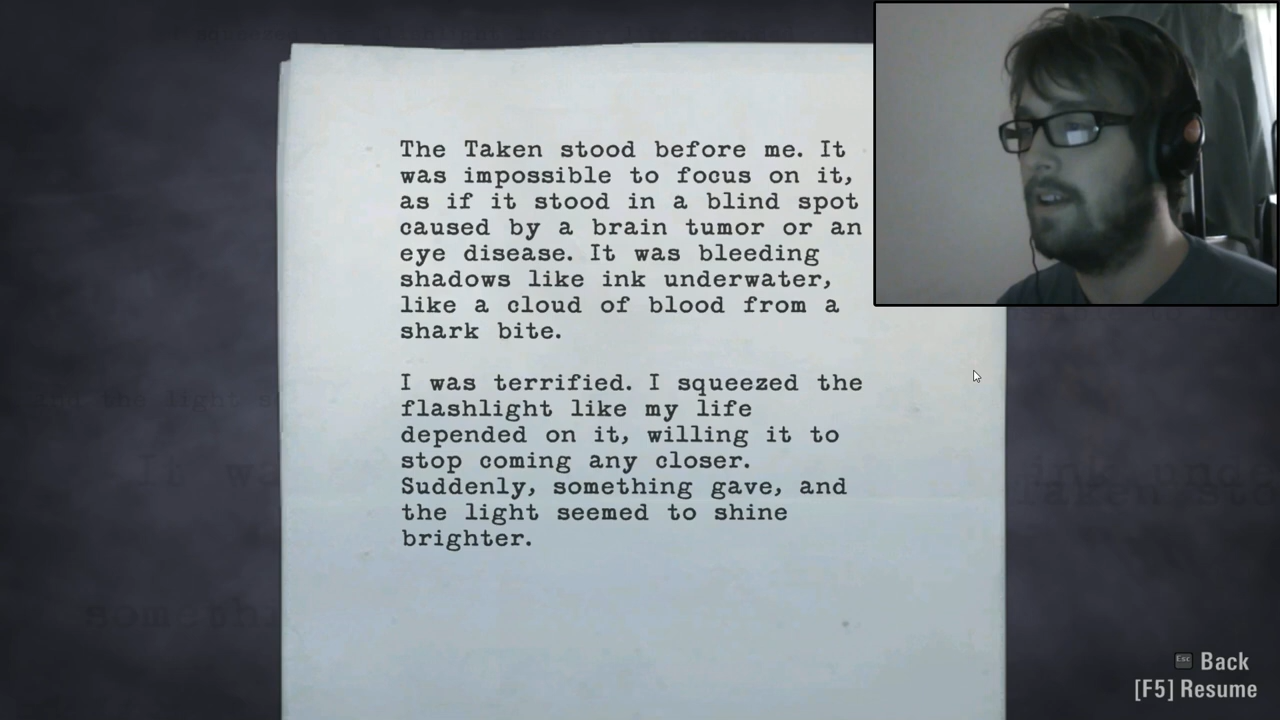 The Taken stood before me. It
was impossible to focus on it,
as if it stood in a blind spot
caused by a brain tumor or an
eye disease. It was bleeding
shadows like ink underwater,
like a cloud of blood from a
shark bite.
I was terrified. I squeezed the
flashlight like my life
depended on it, willing it to
stop coming any closer.
Suddenly, something gave, and
the light seemed to shine
brighter.
Esc Back
[F5] Resume